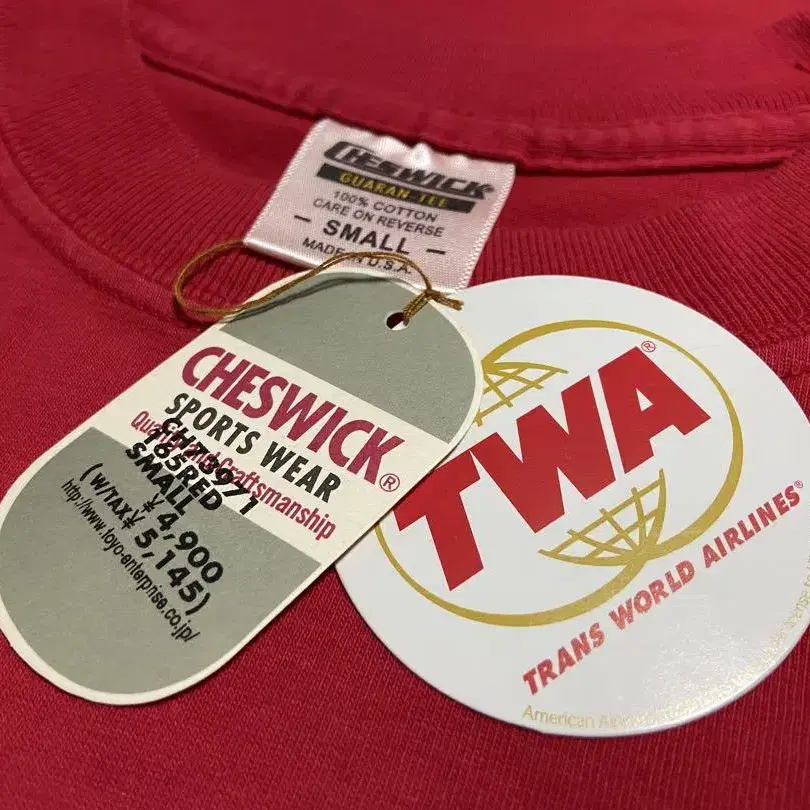 CHESWICK
GUARAN-TEE
100% COTTON
CARE ON REVERSE
- SMALL -
MADE IN U.S.A.
CHESWICK®
SPORTS WEAR
Quality and Craftsmanship
165RED
SMALL
¥4,900
(W/TAX¥ 5,145)
http://www.toyo-enterprise.co.jp/
TWA®
TRANS WORLD AIRLINES®
American